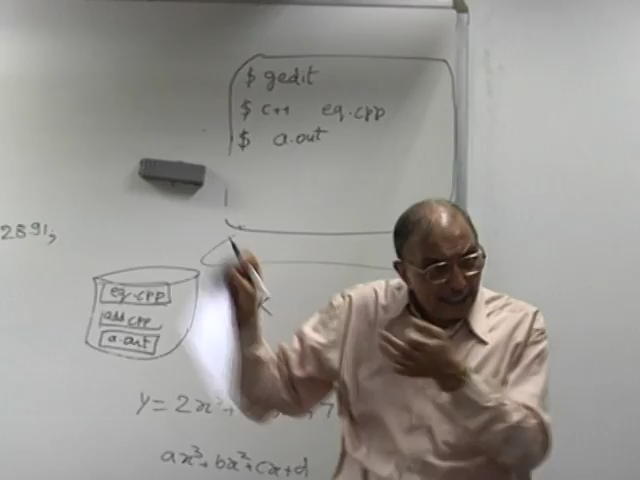 $ gedit
$ c++ eq.cpp
$ a.out
2891;
eq.cpp
add.cpp
a.out
y = 2x
ax³+bx²+cx+d